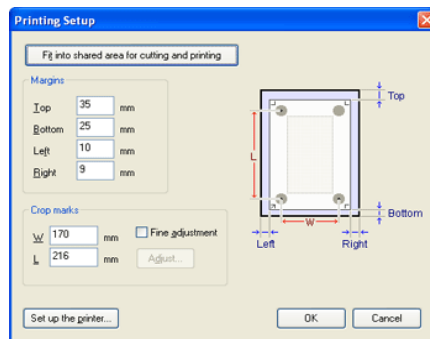 Printing Setup
Fit into shared area for cutting and printing
Margins
Top 35 mm
Bottom 25 mm
Left 10 mm
Right 9 mm
Crop marks
W 170 mm
L 216 mm
Fine adjustment
Adjust...
Top
L
W
Bottom
Left Right
Set up the printer...
OK Cancel